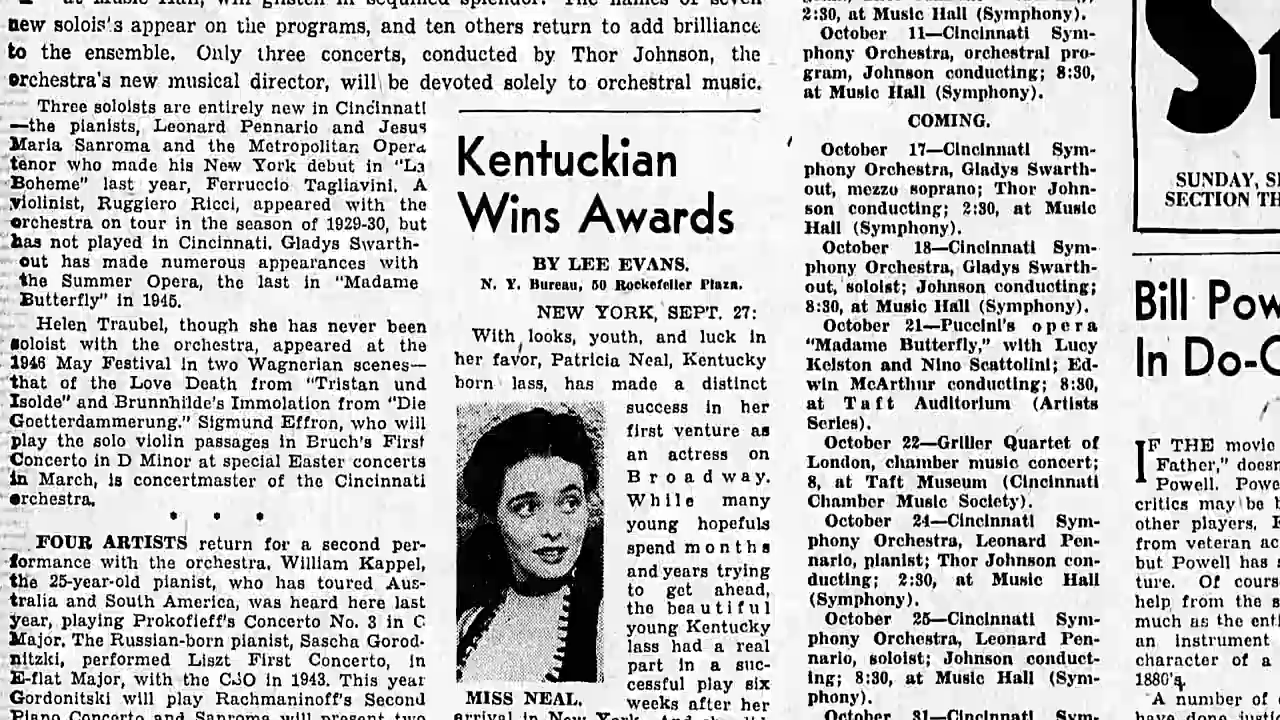 new soloists appear on the programs, and ten others return to add brilliance
to the ensemble. Only three concerts, conducted by Thor Johnson, the
orchestra's new musical director, will be devoted solely to orchestral music.
Three soloists are entirely new in Cincinnati
—the pianists, Leonard Pennario and Jesus
Maria Sanroma and the Metropolitan Opera
tenor who made his New York debut in "La
Boheme" last year, Ferruccio Tagliavini. A
violinist, Ruggiero Ricci, appeared with the
orchestra on tour in the season of 1929-30, but
has not played in Cincinnati. Gladys Swarth-
out has made numerous appearances with
the Summer Opera, the last in "Madame
Butterfly" in 1945.
Helen Traubel, though she has never been
soloist with the orchestra, appeared at the
1946 May Festival in two Wagnerian scenes—
that of the Love Death from "Tristan und
Isolde" and Brunnhilde's Immolation from "Die
Goetterdammerung." Sigmund Effron, who will
play the solo violin passages in Bruch's First
Concerto in D Minor at special Easter concerts
in March, is concertmaster of the Cincinnati
orchestra.
• • •
FOUR ARTISTS return for a second per-
formance with the orchestra. William Kappel,
the 25-year-old pianist, who has toured Aus-
tralia and South America, was heard here last
year, playing Prokofieff's Concerto No. 3 in C
Major. The Russian-born pianist, Sascha Gorod-
nitzki, performed Liszt First Concerto, in
E-flat Major, with the CJO in 1943. This year
Gordonitski will play Rachmaninoff's Second
Piano Concerto and Sanroma will present two
Kentuckian
Wins Awards
BY LEE EVANS.
N. Y. Bureau, 50 Rockefeller Plaza.
NEW YORK, SEPT. 27:
With looks, youth, and luck in
her favor, Patricia Neal, Kentucky
born lass, has made a distinct
success in her
first venture as
an actress on
Broadway.
While many
young hopefuls
spend months
and years trying
to get ahead,
the beautiful
young Kentucky
lass had a real
part in a suc-
cessful play six
weeks after her
MISS NEAL.
arrival in New York.
2:30, at Music Hall (Symphony).
October 11—Cincinnati Sym-
phony Orchestra, orchestral pro-
gram, Johnson conducting; 8:30,
at Music Hall (Symphony).
COMING.
October 17—Cincinnati Sym-
phony Orchestra, Gladys Swarth-
out, mezzo soprano; Thor John-
son conducting; 2:30, at Music
Hall (Symphony).
October 18—Cincinnati Sym-
phony Orchestra, Gladys Swarth-
out, soloist; Johnson conducting;
8:30, at Music Hall (Symphony).
October 21—Puccini's opera
"Madame Butterfly," with Lucy
Kelston and Nino Scattolini; Ed-
win McArthur conducting; 8:30,
at Taft Auditorium (Artists
Series).
October 22—Griller Quartet of
London, chamber music concert;
8, at Taft Museum (Cincinnati
Chamber Music Society).
October 24—Cincinnati Sym-
phony Orchestra, Leonard Pen-
nario, pianist; Thor Johnson con-
ducting; 2:30, at Music Hall
(Symphony).
October 25—Cincinnati Sym-
phony Orchestra, Leonard Pen-
nario, soloist; Johnson conduct-
ing; 8:30, at Music Hall (Sym-
phony).
October 31—Cincinnati Sym-
SUNDAY, S
SECTION TH
Bill Pow
In Do-
IF THE movie
Father," doesn
Powell. Powe
critics may be
other players.
from veteran ac
but Powell has
ture. Of cours
help from the s
much as the enti
an instrument
character of a
1880's.
A number of
have done